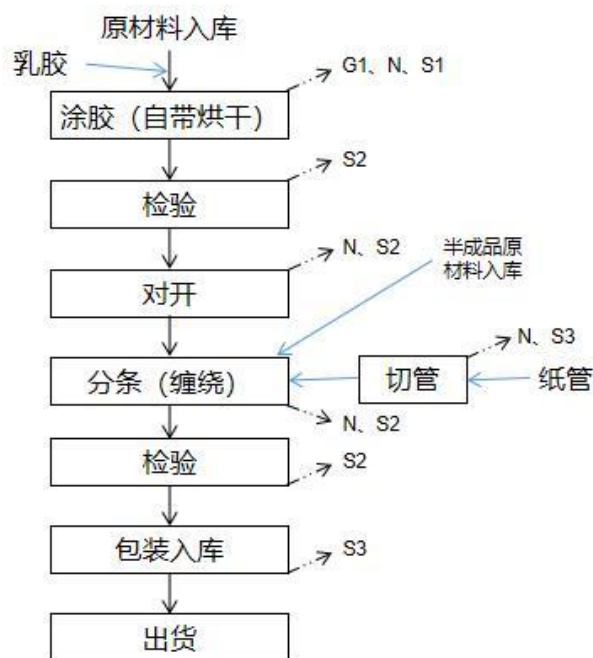 原材料入库
乳胶
G1、N、S1
涂胶（自带烘干）
S2
检验
N、S2
半成品原
材料入库
对开
N、S3
分条（缠绕）
切管
纸管
N、S2
检验
S2
包装入库
S3
出货